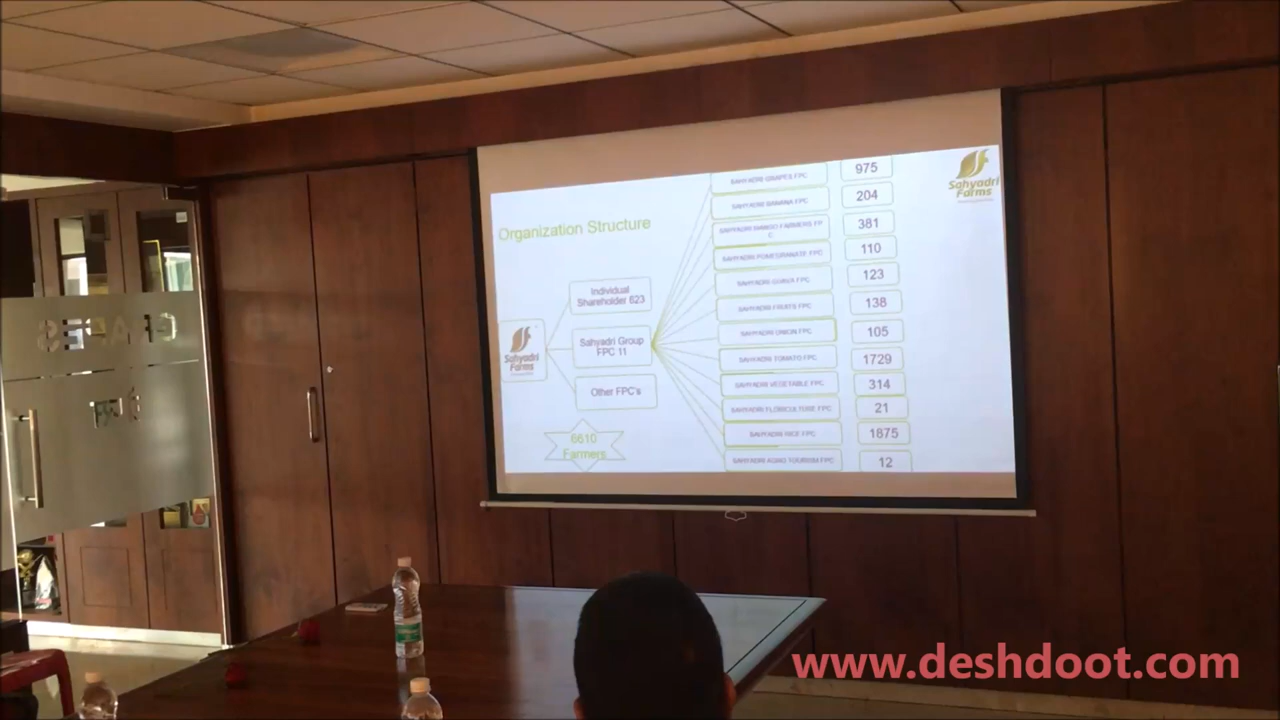 Organization Structure
Sahyadri
Farms
Individual
Shareholder 623
Sahyadri Group
FPC 11
Other FPC's
6610
Farmers
Sahyadri
Farms
SAHYADRI GRAPES FPC 975
SAHYADRI BANANA FPC 204
SAHYADRI MANGO FARMERS FP
C 381
SAHYADRI POMEGRANATE FPC 110
SAHYADRI GUAVA FPC 123
SAHYADRI FRUITS FPC 138
SAHYADRI ONION FPC 105
SAHYADRI TOMATO FPC 1729
SAHYADRI VEGETABLE FPC 314
SAHYADRI FLORICULTURE FPC 21
SAHYADRI RICE FPC 1875
SAHYADRI AGRO TOURISM FPC 12
GRAPES
www.deshdoot.com